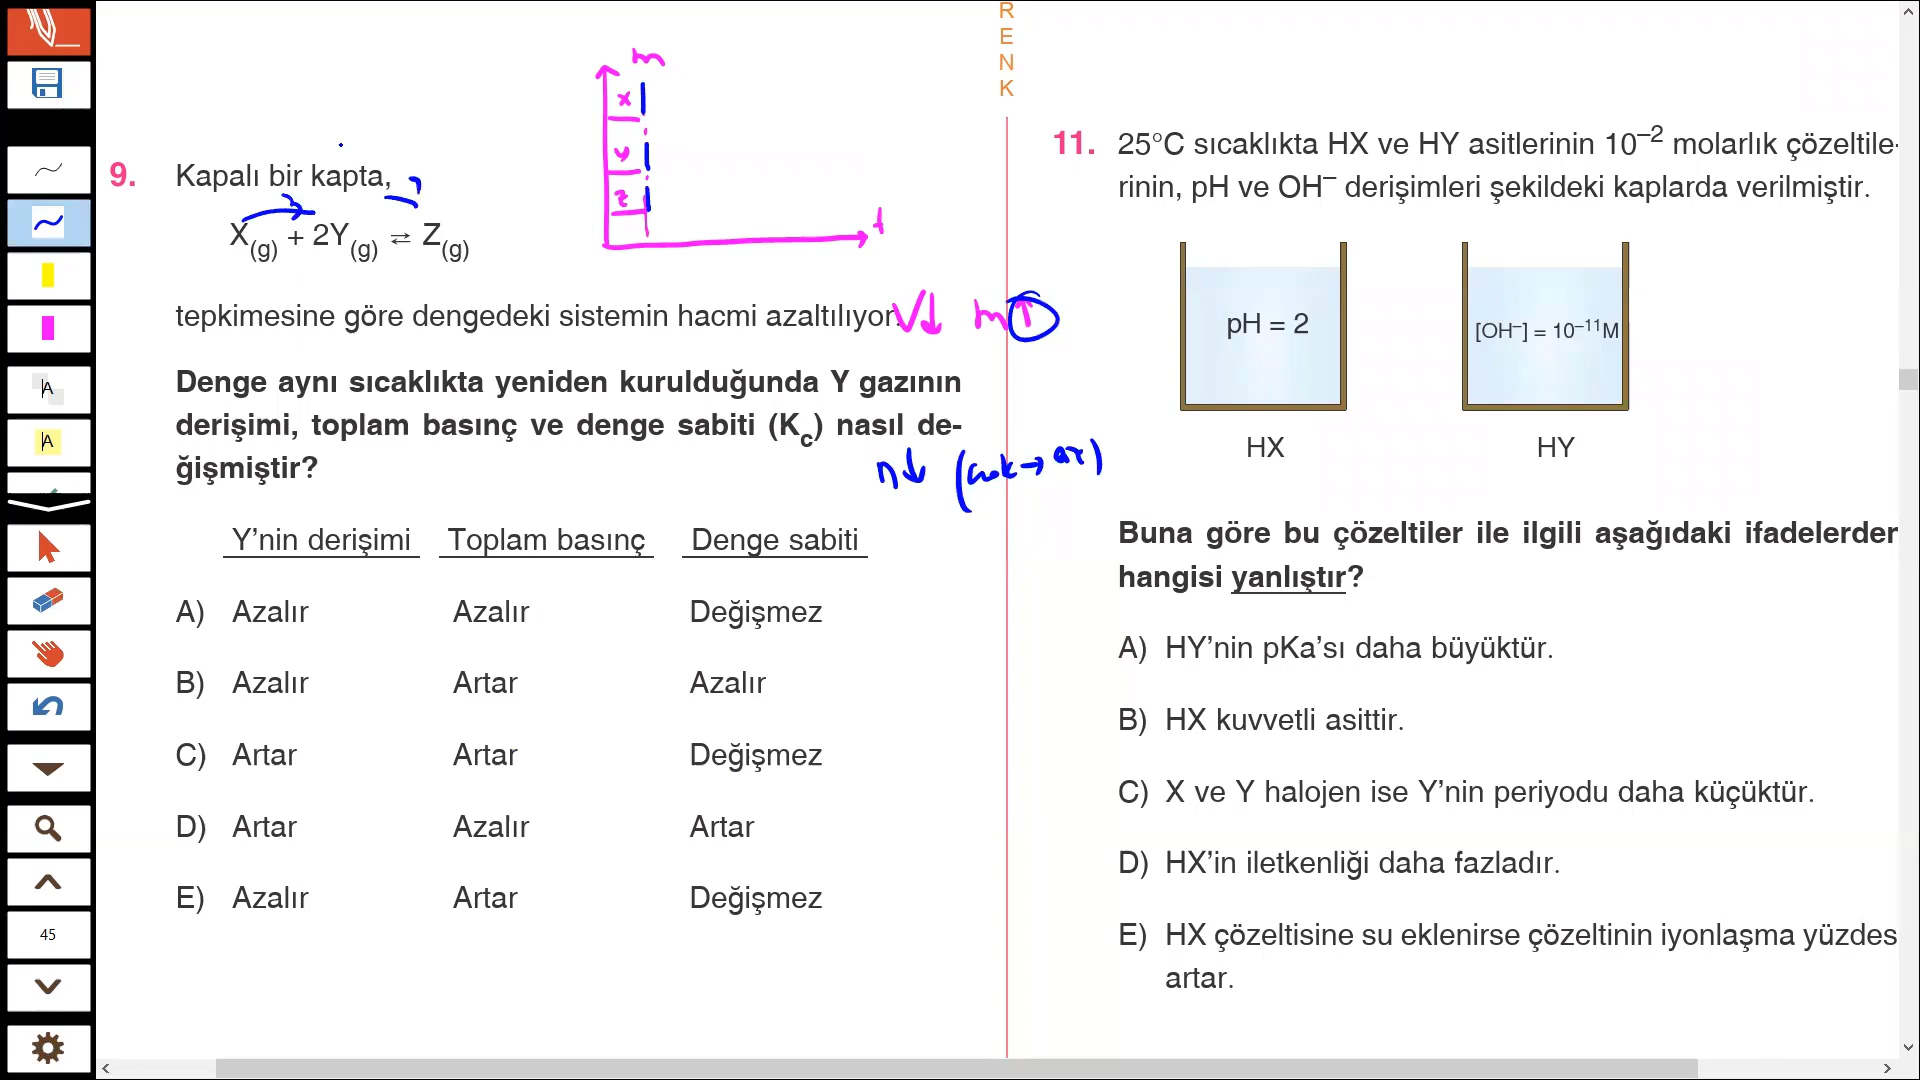 R
E
N
K
9. Kapalı bir kapta,
X(g) + 2Y(g) ⇌ Z(g)
m
x
y
z
t
tepkimesine göre dengedeki sistemin hacmi azaltılıyor.
V↓ m↑
Denge aynı sıcaklıkta yeniden kurulduğunda Y gazının
derişimi, toplam basınç ve denge sabiti (Kc) nasıl de-
ğişmiştir?
n↓ (çok→az)
Y’nin derişimi Toplam basınç Denge sabiti
A) Azalır Azalır Değişmez
B) Azalır Artar Azalır
C) Artar Artar Değişmez
D) Artar Azalır Artar
E) Azalır Artar Değişmez
11. 25°C sıcaklıkta HX ve HY asitlerinin 10⁻² molarlık çözeltile-
rinin, pH ve OH⁻ derişimleri şekildeki kaplarda verilmiştir.
pH = 2
[OH⁻] = 10⁻¹¹M
HX
HY
Buna göre bu çözeltiler ile ilgili aşağıdaki ifadelerder
hangisi yanlıştır?
A) HY’nin pKa’sı daha büyüktür.
B) HX kuvvetli asittir.
C) X ve Y halojen ise Y’nin periyodu daha küçüktür.
D) HX’in iletkenliği daha fazladır.
E) HX çözeltisine su eklenirse çözeltinin iyonlaşma yüzdes
artar.
A
A
45